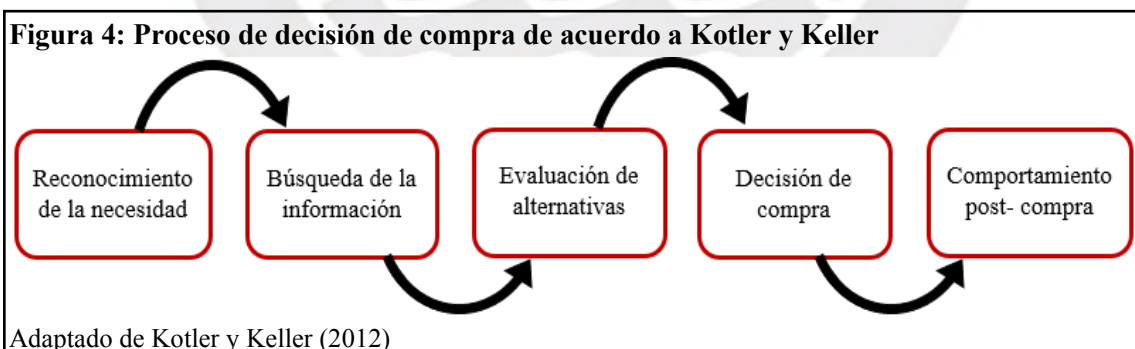 Figura 4: Proceso de decisión de compra de acuerdo a Kotler y Keller
Reconocimiento
de la necesidad
Búsqueda de la
información
Evaluación de
alternativas
Decisión de
compra
Comportamiento
post- compra
Adaptado de Kotler y Keller (2012)